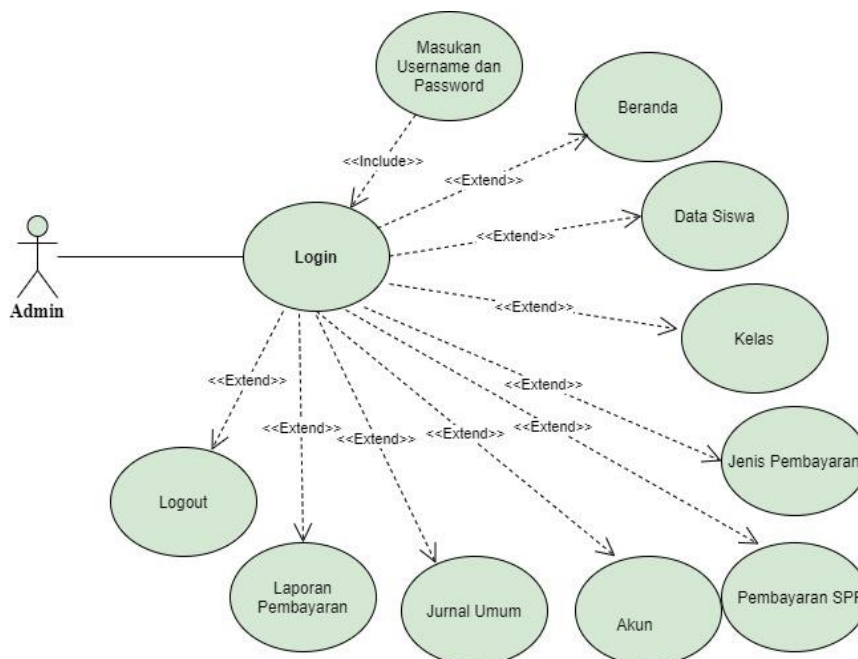 Masukan
Username dan
Password
Beranda
<<Include>>
<<Extend>>
Data Siswa
<<Extend>>
Login
Admin
<<Extend>>
Kelas
<<Extend>>
<<Extend>>
<<Extend>>
<<Extend>>
<<Extend>>
<<Extend>>
Jenis Pembayaran
Logout
Laporan
Pembayaran
Jurnal Umum
Akun
Pembayaran SPP